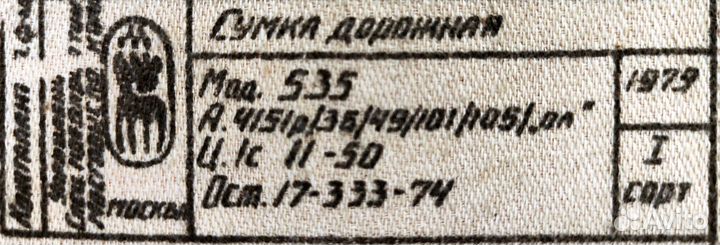 Сумка дорожная
Мод. 535
А. 4151р/36/49/101/105/„ол"
Ц. 1с 11-50
Ост. 17-333-74
1979
I
сорт
Москва
Avito